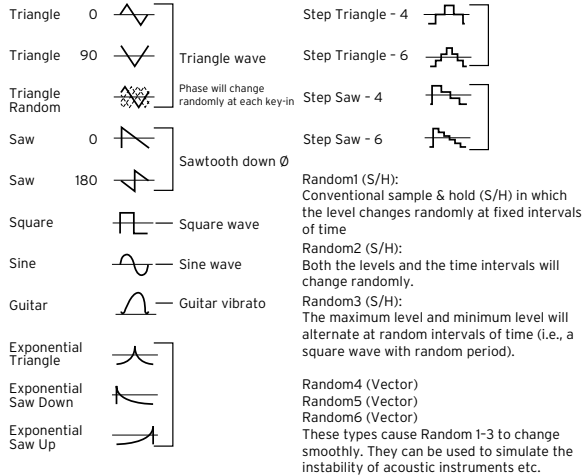 Triangle 0
Triangle 90
Triangle wave
Triangle
Random
Phase will change
randomly at each key-in
Saw 0
Saw 180
Sawtooth down Ø
Square
Square wave
Sine
Sine wave
Guitar
Guitar vibrato
Exponential
Triangle
Exponential
Saw Down
Exponential
Saw Up
Step Triangle – 4
Step Triangle – 6
Step Saw – 4
Step Saw – 6
Random1 (S/H):
Conventional sample & hold (S/H) in which
the level changes randomly at fixed intervals
of time
Random2 (S/H):
Both the levels and the time intervals will
change randomly.
Random3 (S/H):
The maximum level and minimum level will
alternate at random intervals of time (i.e., a
square wave with random period).
Random4 (Vector)
Random5 (Vector)
Random6 (Vector)
These types cause Random 1–3 to change
smoothly. They can be used to simulate the
instability of acoustic instruments etc.